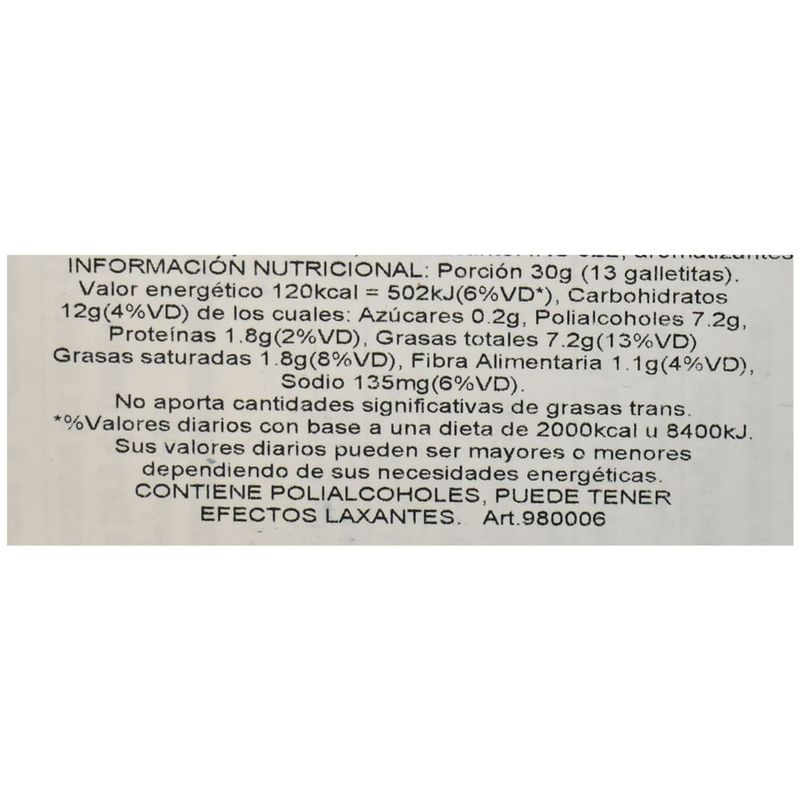 aromatizantes
INFORMACIÓN NUTRICIONAL: Porción 30g (13 galletitas).
Valor energético 120kcal = 502kJ(6%VD*), Carbohidratos
12g(4%VD) de los cuales: Azúcares 0.2g, Polialcoholes 7.2g,
Proteínas 1.8g(2%VD), Grasas totales 7.2g(13%VD)
Grasas saturadas 1.8g(8%VD), Fibra Alimentaria 1.1g(4%VD),
Sodio 135mg(6%VD).
No aporta cantidades significativas de grasas trans.
*%Valores diarios con base a una dieta de 2000kcal u 8400kJ.
Sus valores diarios pueden ser mayores o menores
dependiendo de sus necesidades energéticas.
CONTIENE POLIALCOHOLES, PUEDE TENER
EFECTOS LAXANTES. Art.980006